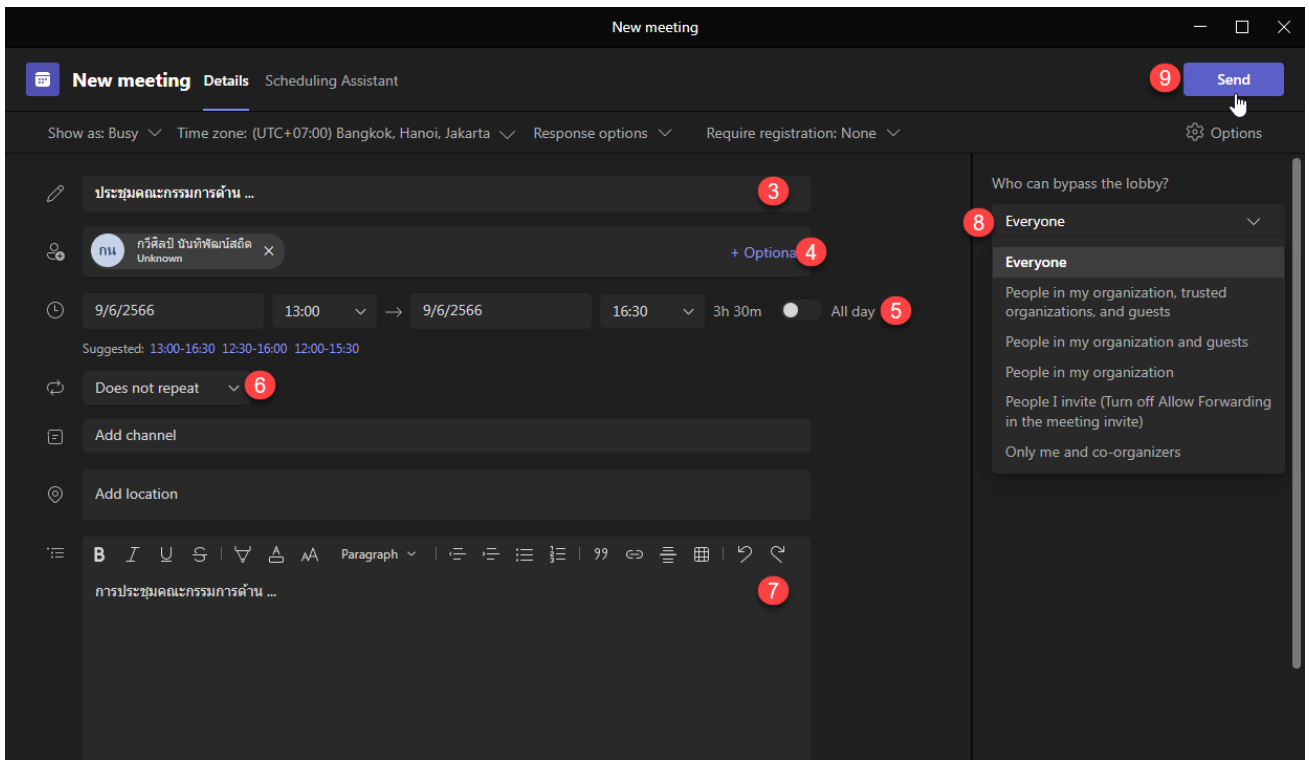 New meeting
New meeting Details Scheduling Assistant 9 Send
Show as: Busy Time zone: (UTC+07:00) Bangkok, Hanoi, Jakarta Response options Require registration: None Options
ประชุมคณะกรรมการด้าน ... 3
กน กวีศิลป์ นันทิพัฒน์สถิต
Unknown
+ Optiona 4
9/6/2566 13:00 → 9/6/2566 16:30 3h 30m All day 5
Suggested: 13:00-16:30 12:30-16:00 12:00-15:30
Does not repeat 6
Add channel
Add location
B I U S A AA Paragraph
การประชุมคณะกรรมการด้าน ... 7
Who can bypass the lobby?
8 Everyone
Everyone
People in my organization, trusted
organizations, and guests
People in my organization and guests
People in my organization
People I invite (Turn off Allow Forwarding
in the meeting invite)
Only me and co-organizers